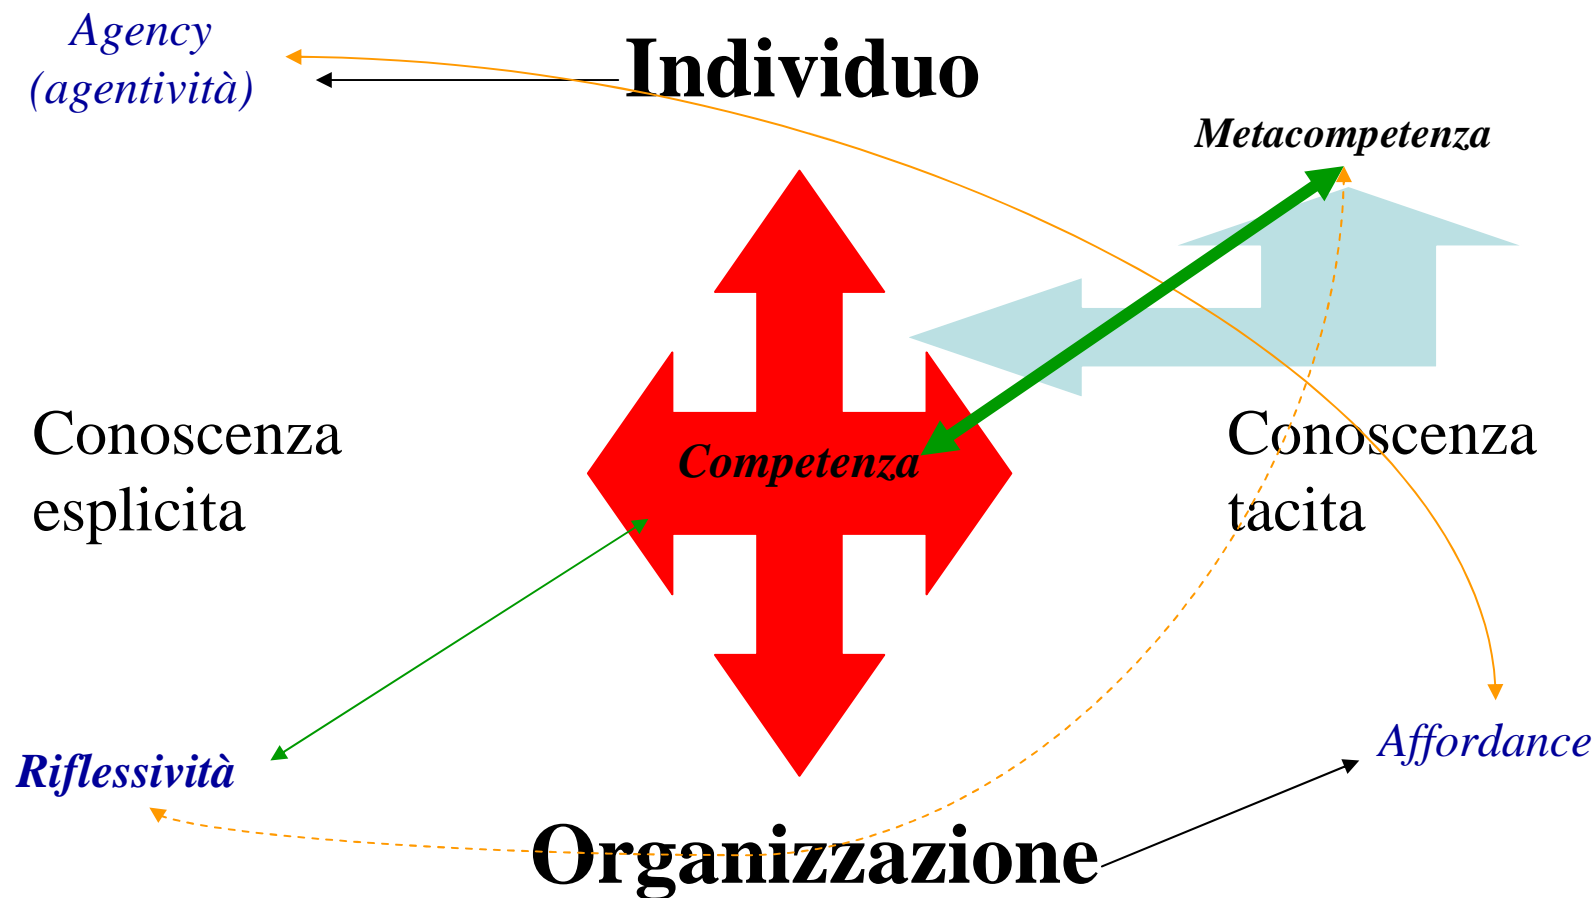 Agency
(agentività)
Individuo
Metacompetenza
Conoscenza
esplicita
Competenza
Conoscenza
tacita
Riflessività
Affordance
Organizzazione